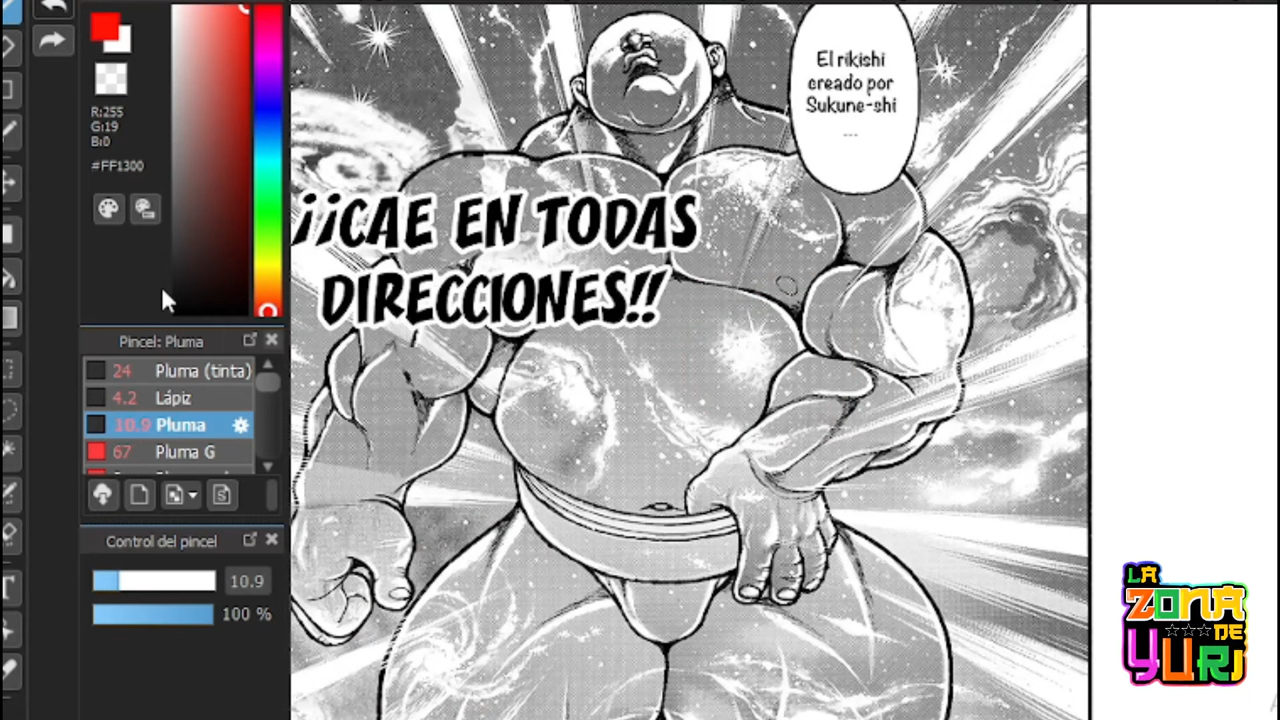 R:255
G:19
B:0
#FF1300
Pincel: Pluma
24 Pluma (tinta)
4.2 Lápiz
10.9 Pluma
67 Pluma G
Control del pincel
10.9
100 %
El rikishi
creado por
Sukune-shi
...
¡¡CAE EN TODAS
DIRECCIONES!!
LA
ZONA
DE
YURI